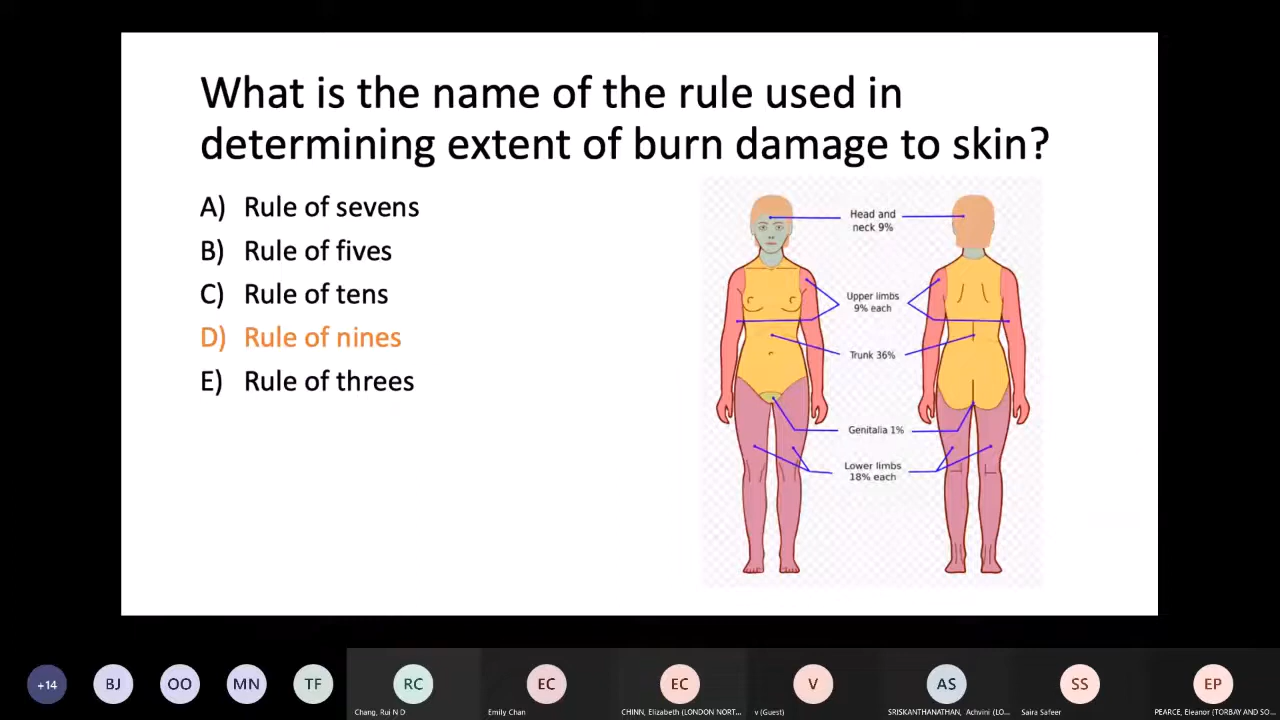 What is the name of the rule used in
determining extent of burn damage to skin?
A) Rule of sevens
B) Rule of fives
C) Rule of tens
D) Rule of nines
E) Rule of threes
Head and
neck 9%
Upper limbs
9% each
Trunk 36%
Genitalia 1%
Lower limbs
18% each
+14
BJ
OO
MN
TF
RC
EC
EC
V
AS
SS
EP
Chang, Rui N D
Emily Chan
CHINN, Elizabeth (LONDON NORT...
v (Guest)
SRISKANTHANATHAN, Achvini (LO...
Saira Safeer
PEARCE, Eleanor (TORBAY AND SO...